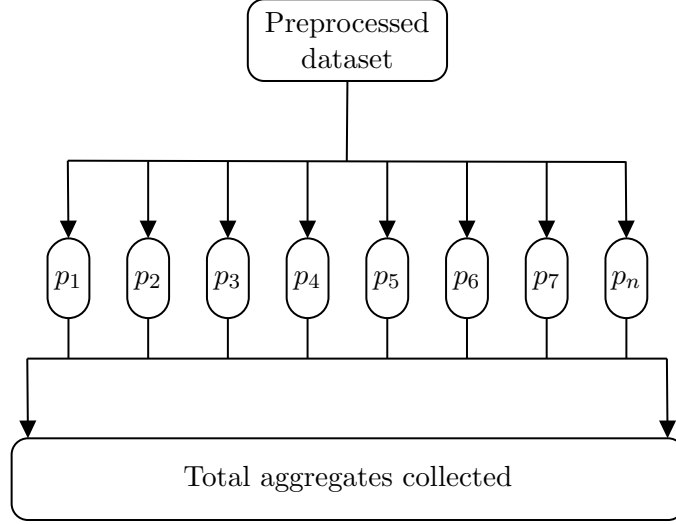 Preprocessed
dataset
p₁ p₂ p₃ p₄ p₅ p₆ p₇ pₙ
Total aggregates collected